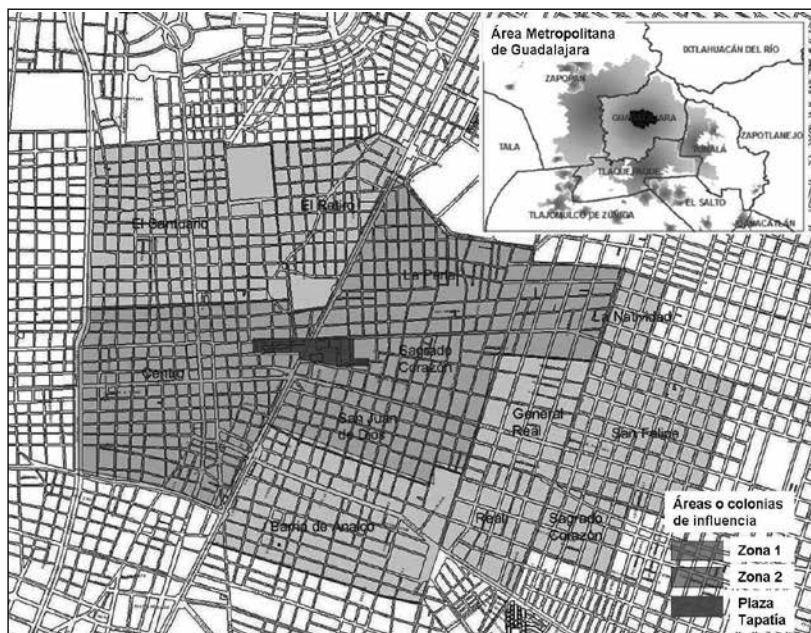 Área Metropolitana
de Guadalajara
IXTLAHUACÁN DEL RÍO
ZAPOPAN
GUADALAJARA
ZAPOTLANEJO
TALA
TONALÁ
TLAQUEPAQUE
EL SALTO
TLAJOMULCO DE ZÚÑIGA
El Santuario
El Retiro
La Perla
La Natividad
Centro
Sagrado
Corazón
San Juan
de Dios
General
Real
San Felipe
Barrio de Analco
Real
Sagrado
Corazón
Áreas o colonias
de influencia
Zona 1
Zona 2
Plaza
Tapatía